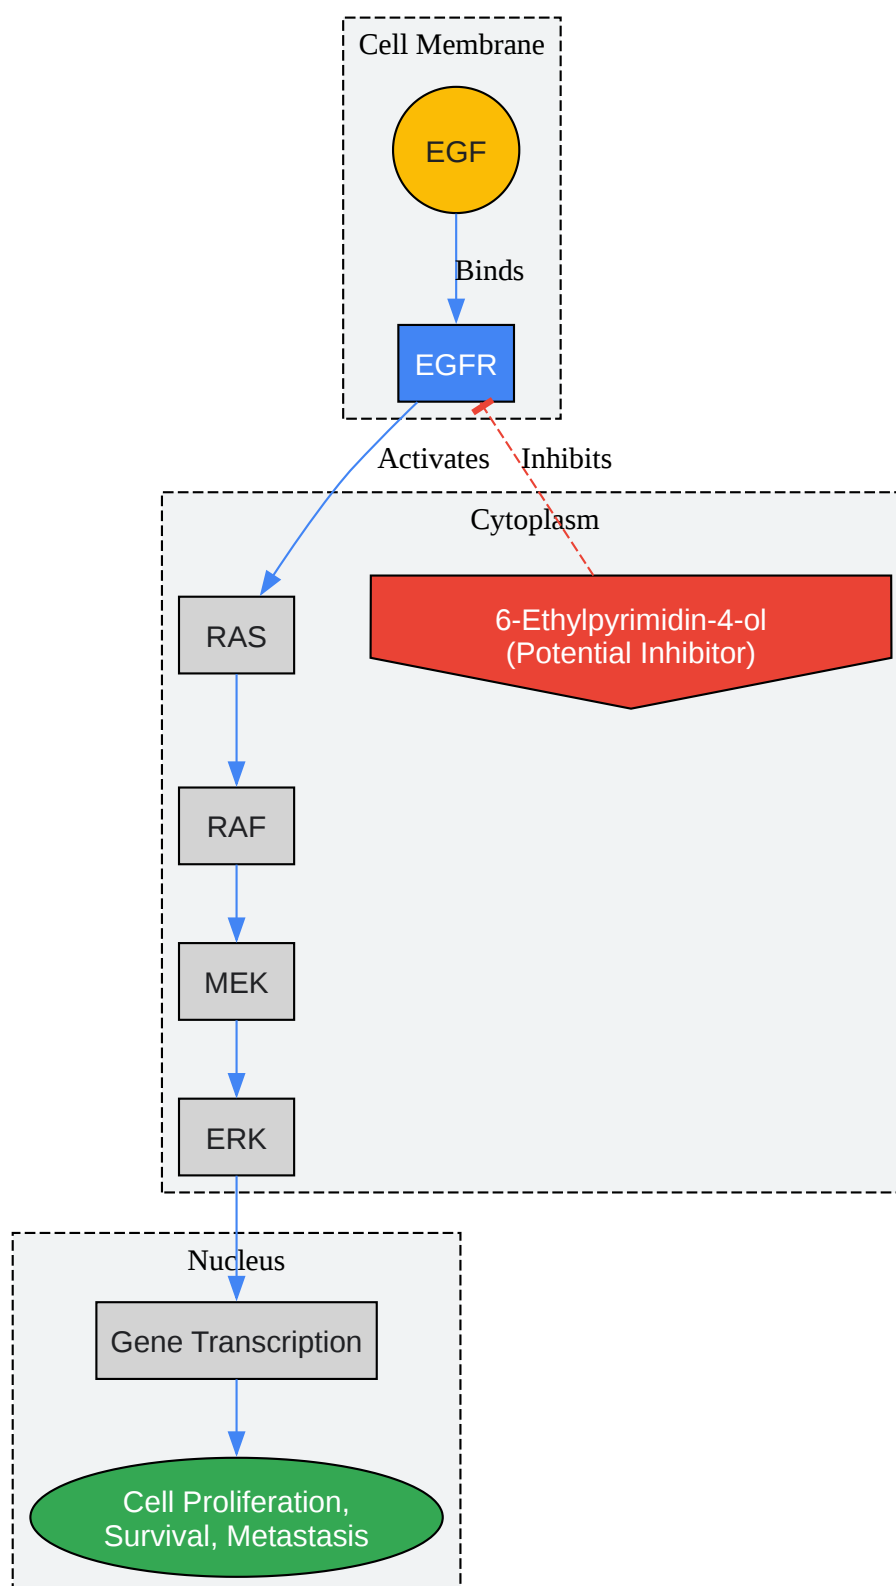 Cell Membrane
EGF
Binds
EGFR
Activates
Inhibits
Cytoplasm
RAS
6-Ethylpyrimidin-4-ol
(Potential Inhibitor)
RAF
MEK
ERK
Nucleus
Gene Transcription
Cell Proliferation,
Survival, Metastasis